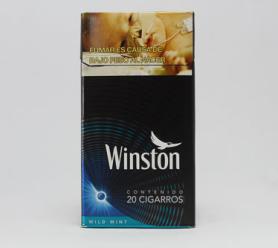 FUMAR ES CAUSA DE
BAJO PESO AL NACER
Winston
CONTENIDO
20 CIGARROS
WILD MINT